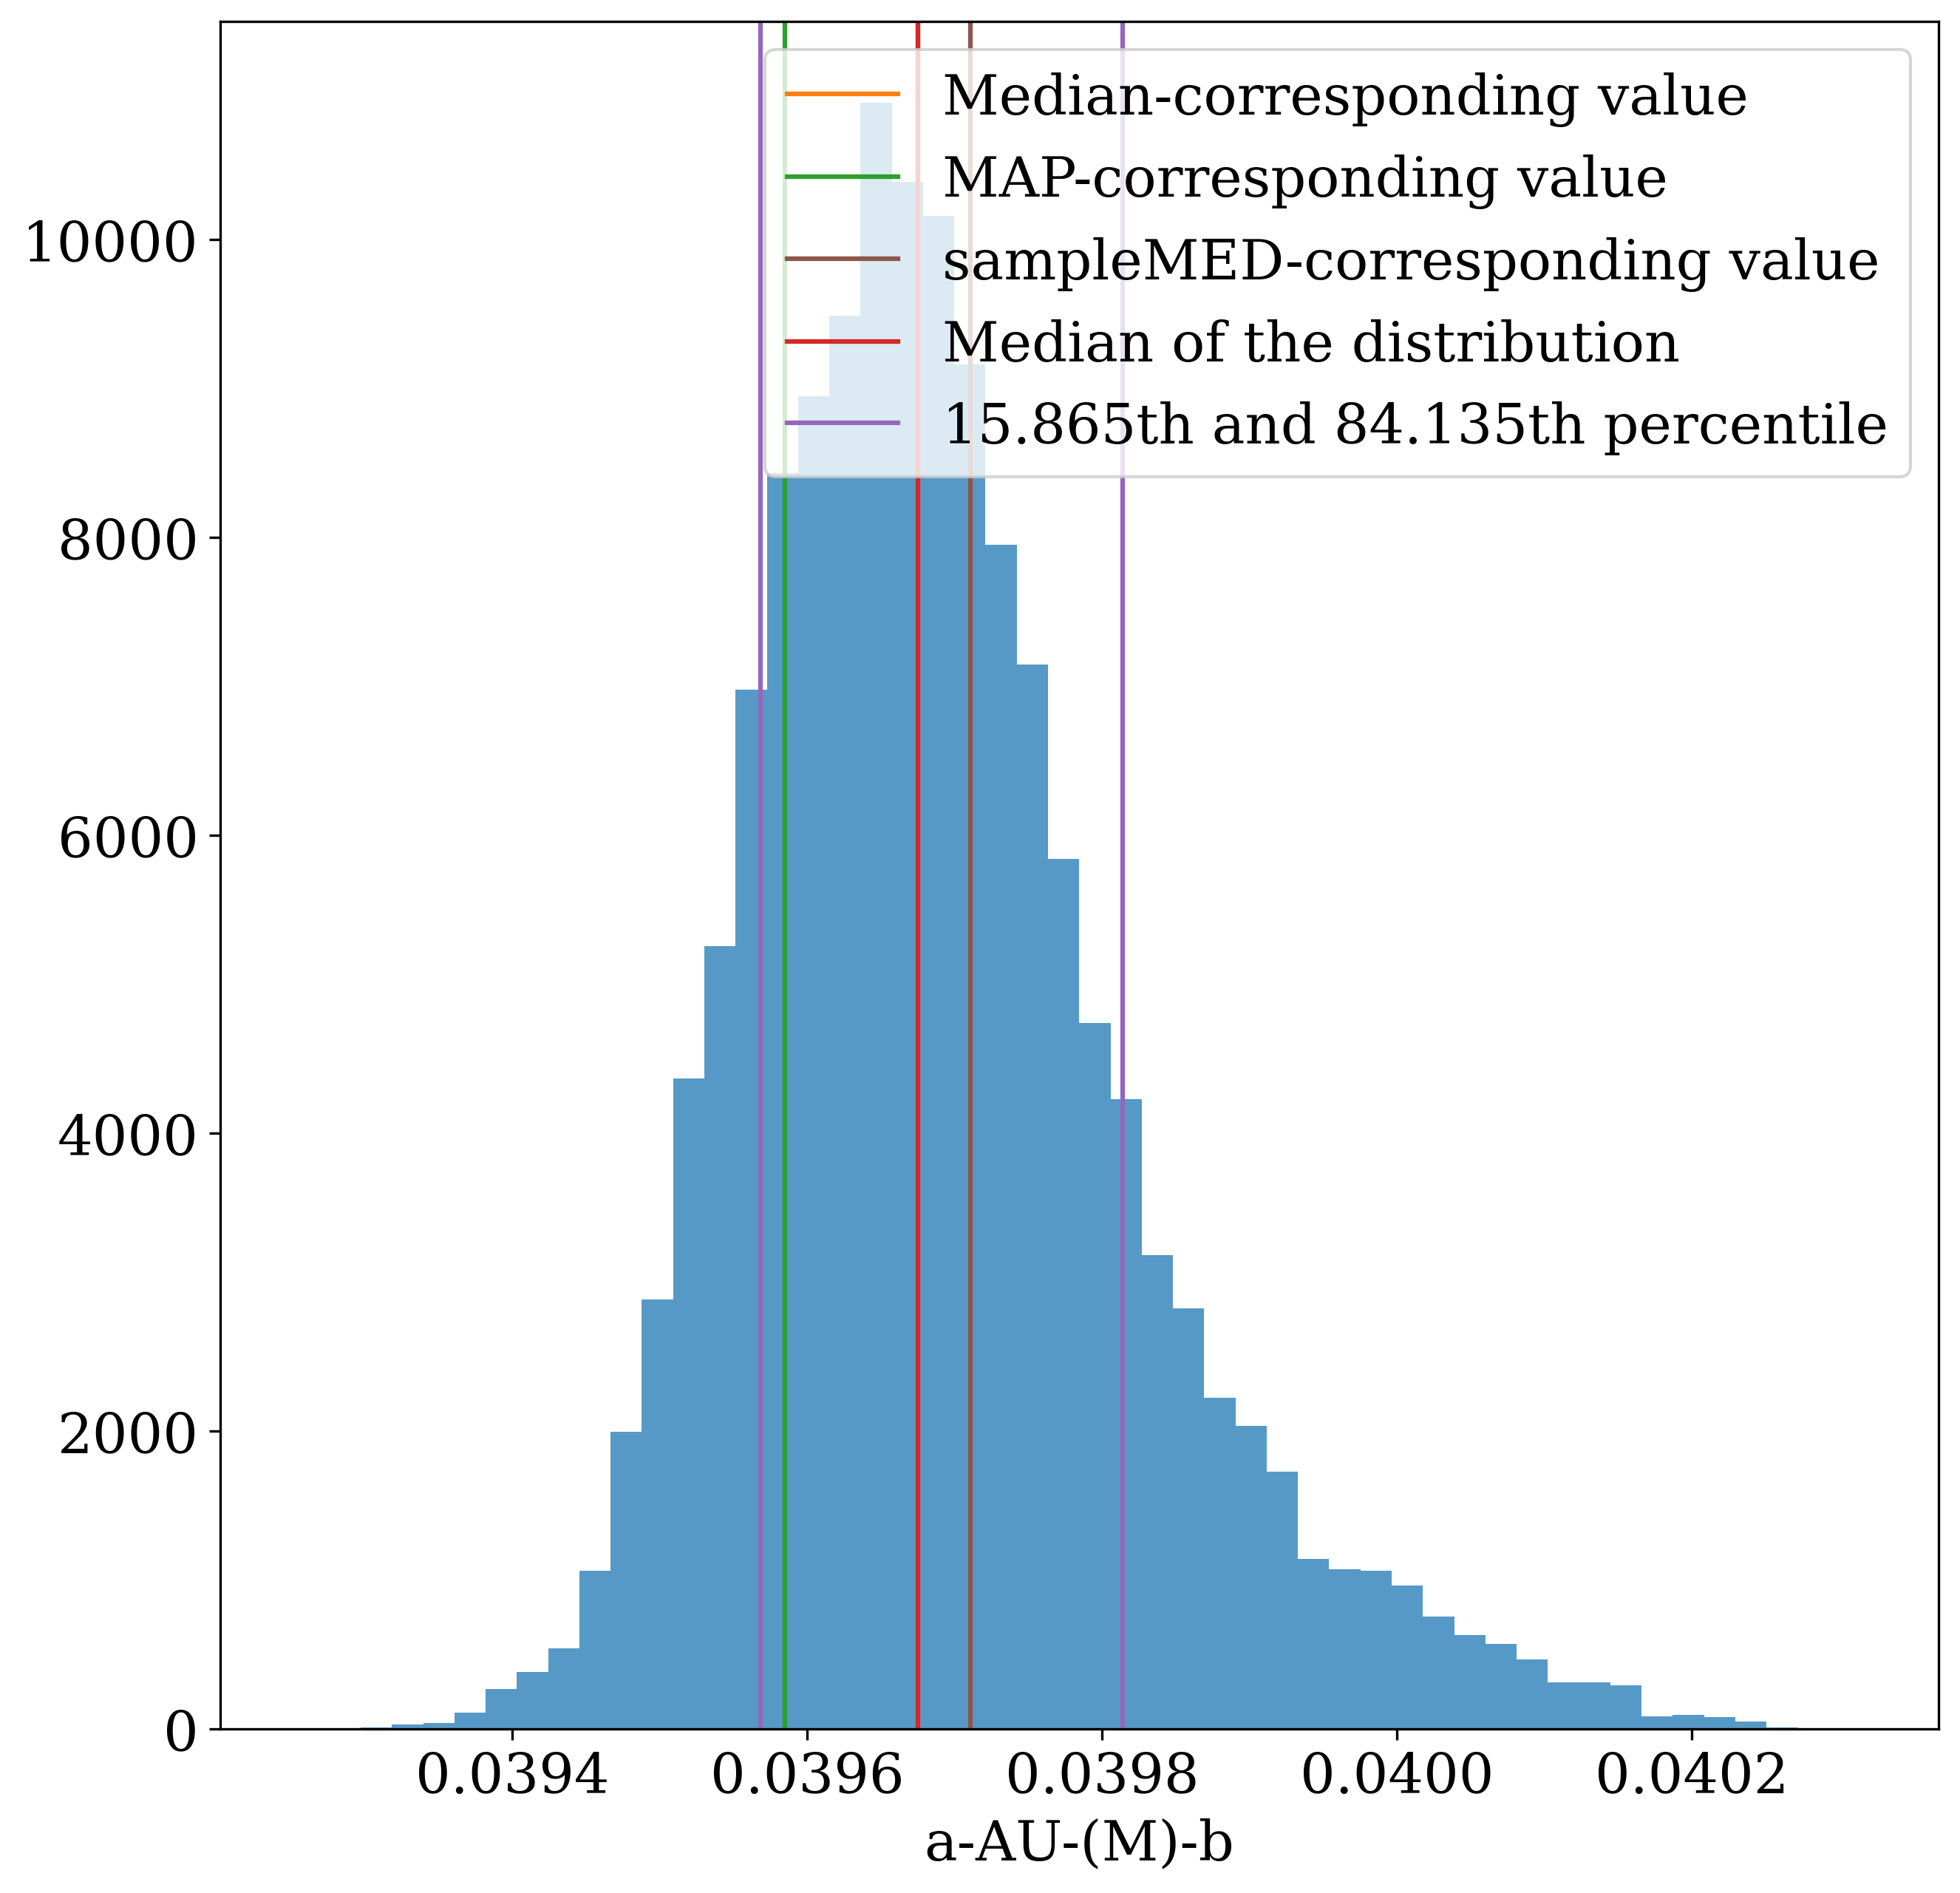 Median-corresponding value
MAP-corresponding value
sampleMED-corresponding value
Median of the distribution
15.865th and 84.135th percentile
10000
8000
6000
4000
2000
0
0.0394 0.0396 0.0398 0.0400 0.0402
a-AU-(M)-b